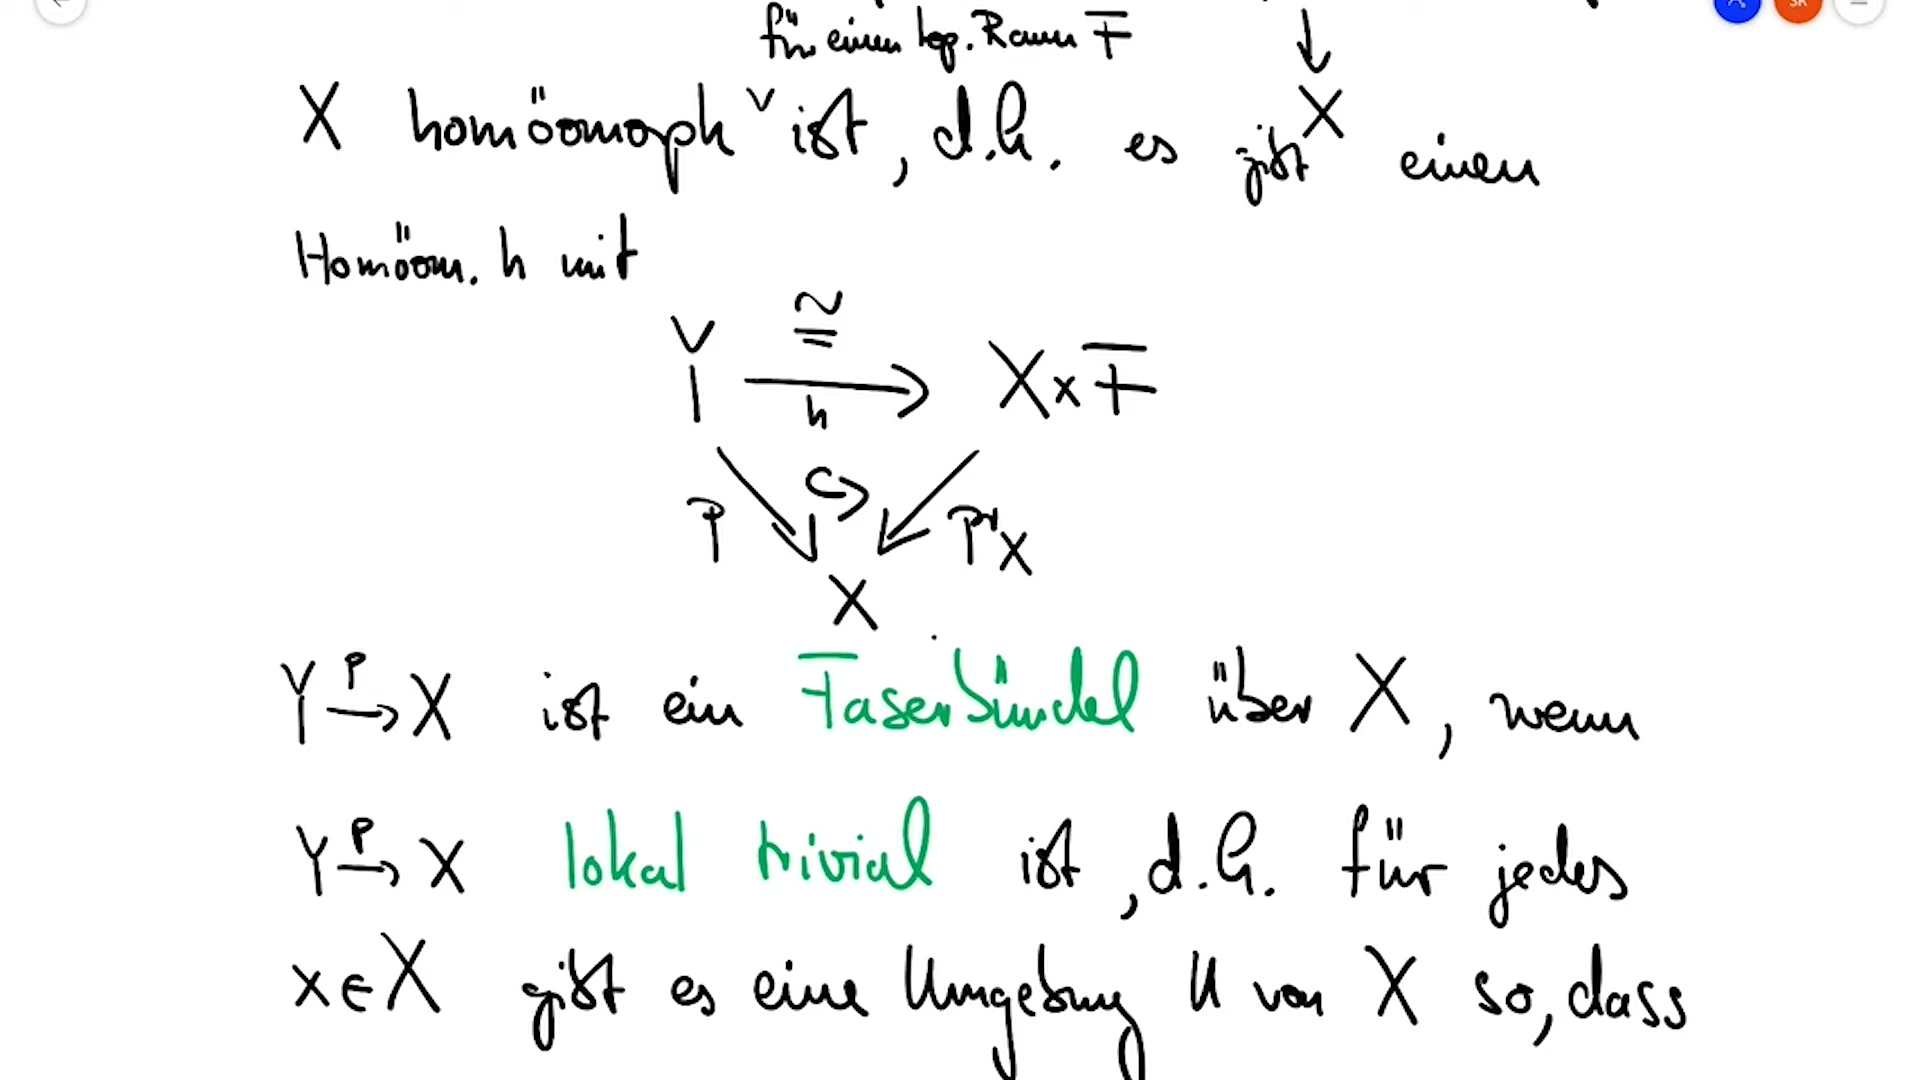 für einen top. Raum F
↓
X homöomorph ˅ ist, d.h. es gibt X einen
Homöom. h mit
≅
Y → X×F
h
p ↻ pr_X
X
Y →^p X ist ein Faserbündel über X, wenn
Y →^p X lokal trivial ist, d.h. für jedes
x∈X gibt es eine Umgebung U von X so, dass